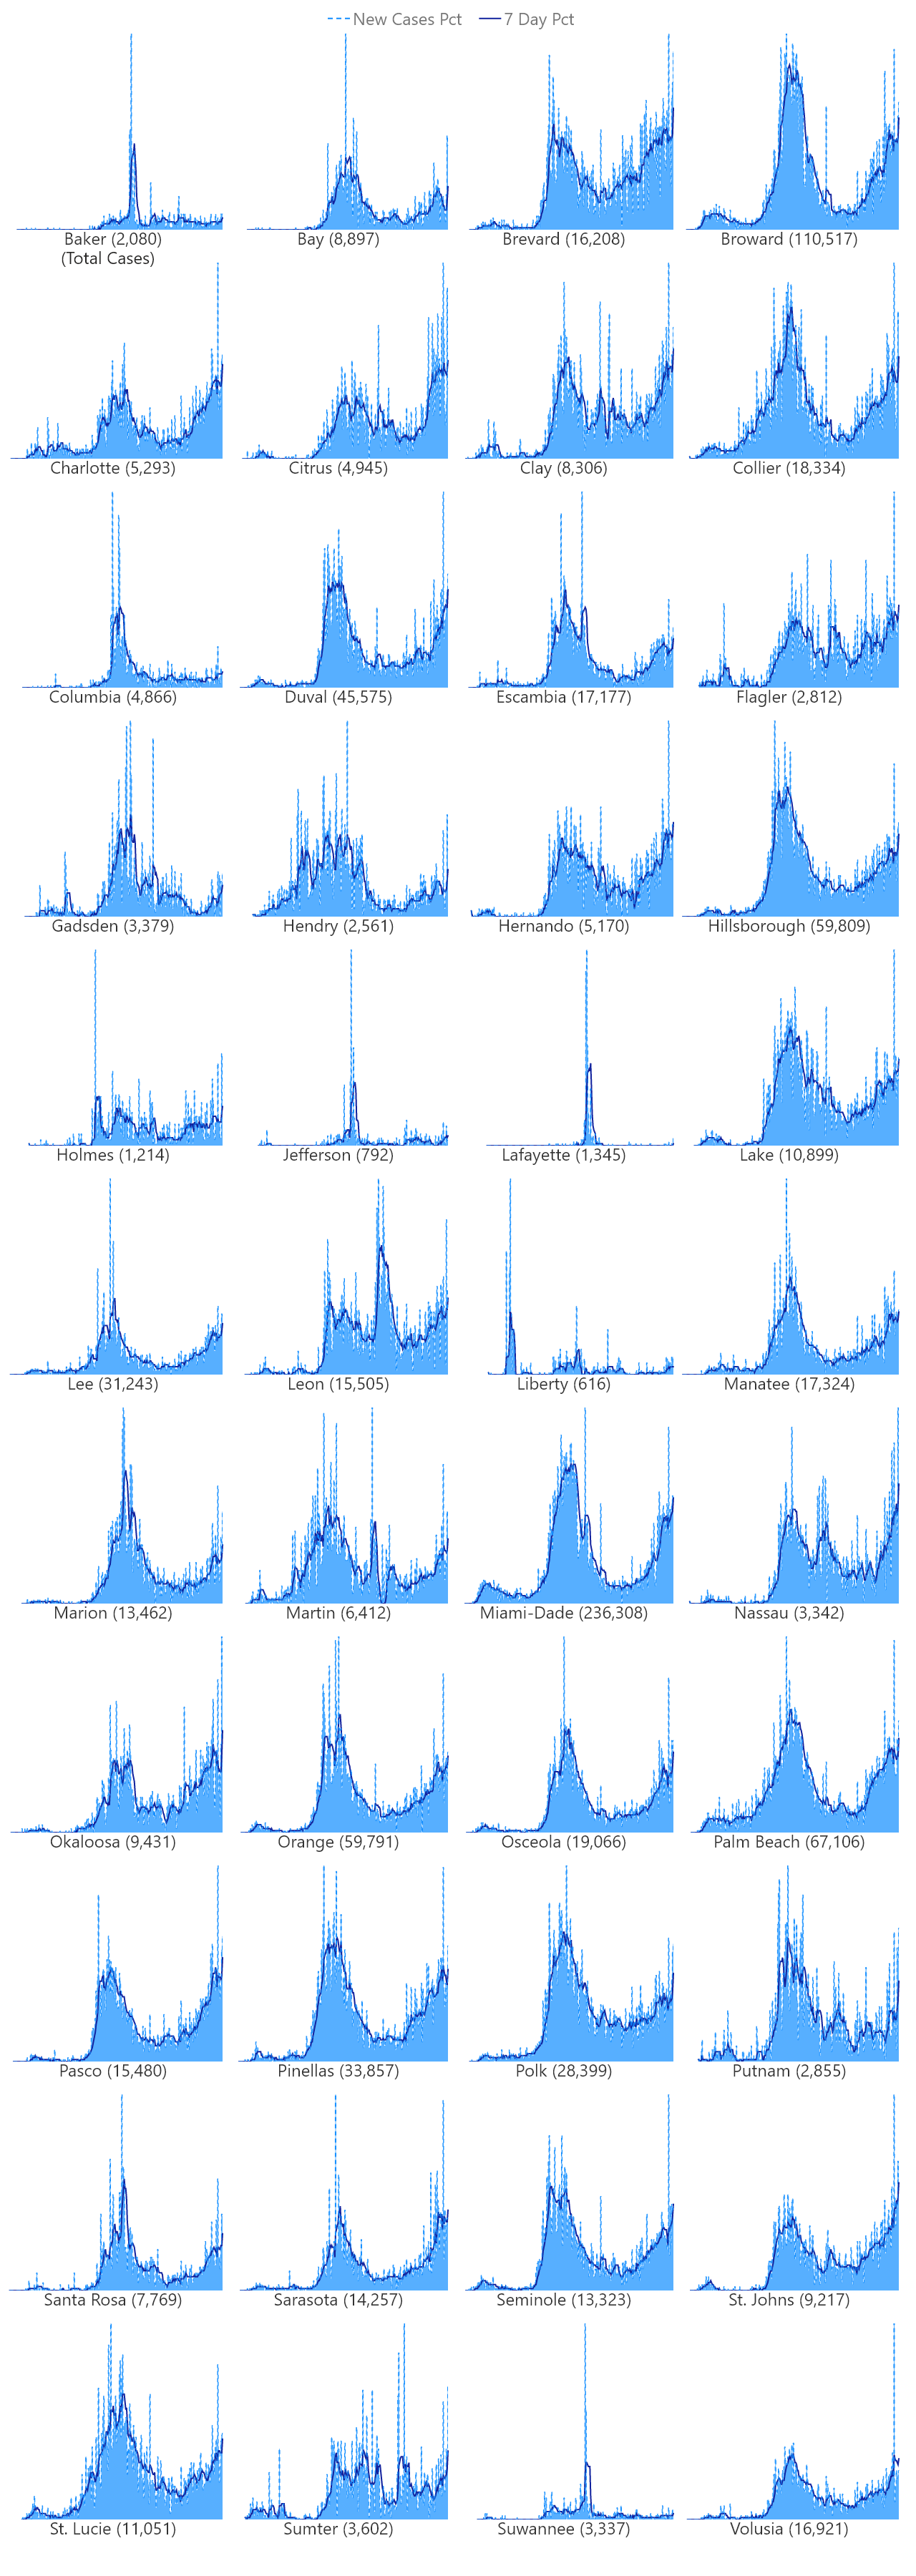 New Cases Pct 7 Day Pct
Baker (2,080) Bay (8,897) Brevard (16,208) Broward (110,517)
(Total Cases)
Charlotte (5,293) Citrus (4,945) Clay (8,306) Collier (18,334)
Columbia (4,866) Duval (45,575) Escambia (17,177) Flagler (2,812)
Gadsden (3,379) Hendry (2,561) Hernando (5,170) Hillsborough (59,809)
Holmes (1,214) Jefferson (792) Lafayette (1,345) Lake (10,899)
Lee (31,243) Leon (15,505) Liberty (616) Manatee (17,324)
Marion (13,462) Martin (6,412) Miami-Dade (236,308) Nassau (3,342)
Okaloosa (9,431) Orange (59,791) Osceola (19,066) Palm Beach (67,106)
Pasco (15,480) Pinellas (33,857) Polk (28,399) Putnam (2,855)
Santa Rosa (7,769) Sarasota (14,257) Seminole (13,323) St. Johns (9,217)
St. Lucie (11,051) Sumter (3,602) Suwannee (3,337) Volusia (16,921)